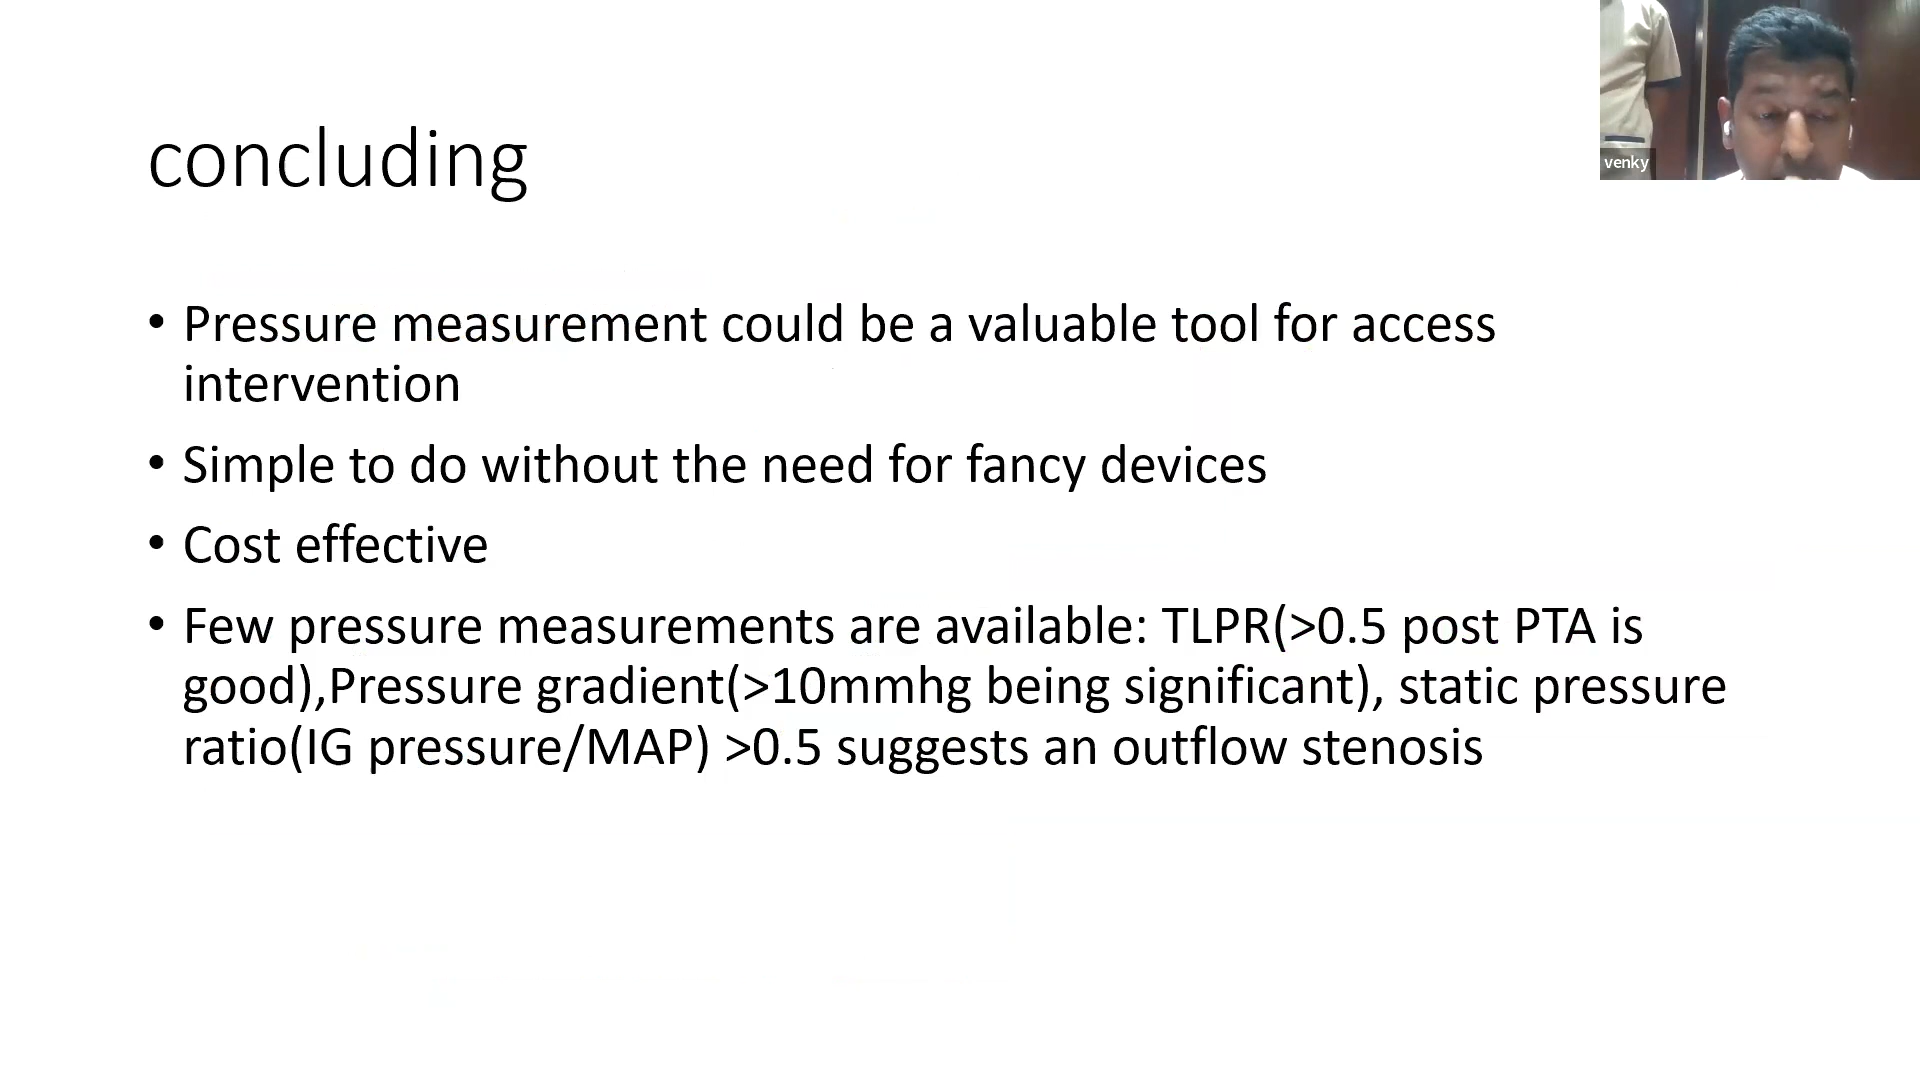 venky
concluding
• Pressure measurement could be a valuable tool for access
intervention
• Simple to do without the need for fancy devices
• Cost effective
• Few pressure measurements are available: TLPR(>0.5 post PTA is
good),Pressure gradient(>10mmhg being significant), static pressure
ratio(IG pressure/MAP) >0.5 suggests an outflow stenosis